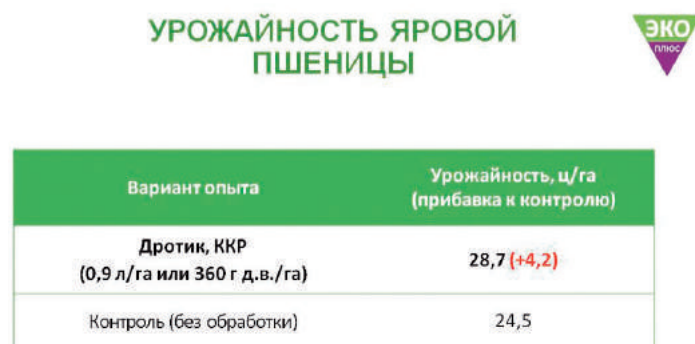 УРОЖАЙНОСТЬ ЯРОВОЙ
ПШЕНИЦЫ
ЭКО
ПЛЮС
Вариант опыта
Урожайность, ц/га
(прибавка к контролю)
Дротик, ККР
(0,9 л/га или 360 г д.в./га)
28,7 (+4,2)
Контроль (без обработки)
24,5